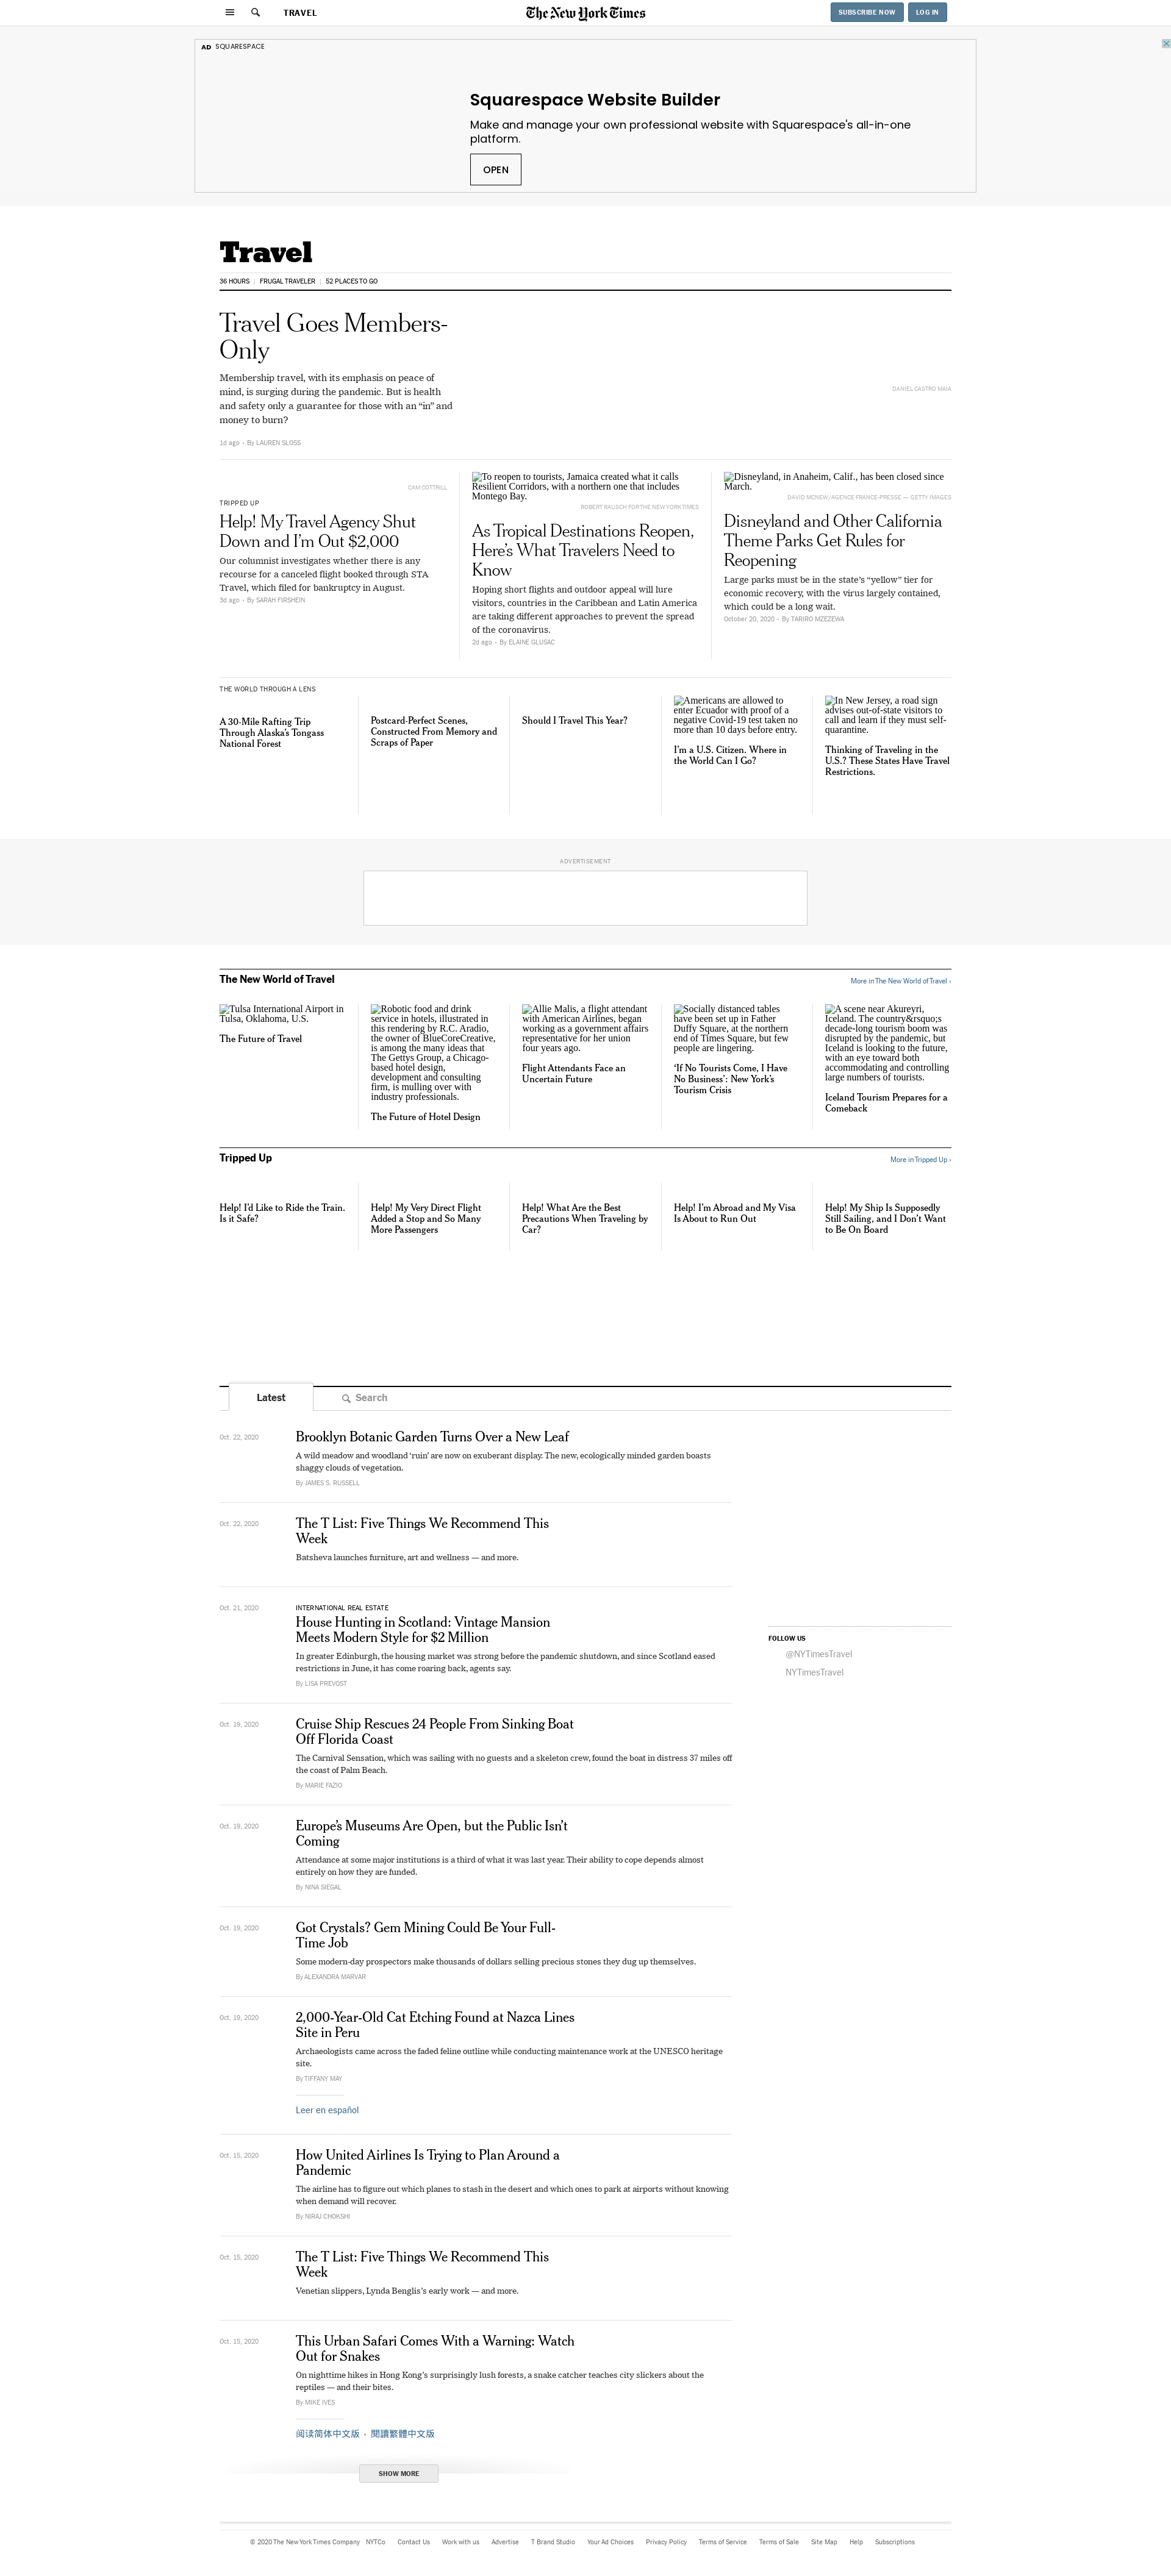 TRAVEL
The New York Times
SUBSCRIBE NOW
LOG IN
AD SQUARESPACE
Squarespace Website Builder
Make and manage your own professional website with Squarespace's all-in-one
platform.
OPEN
Travel
36 HOURS
FRUGAL TRAVELER
52 PLACES TO GO
Travel Goes Members-
Only
Membership travel, with its emphasis on peace of
mind, is surging during the pandemic. But is health
and safety only a guarantee for those with an “in” and
money to burn?
1d ago • By LAUREN SLOSS
DANIEL CASTRO MAIA
CAM COTTRILL
TRIPPED UP
Help! My Travel Agency Shut
Down and I’m Out $2,000
Our columnist investigates whether there is any
recourse for a canceled flight booked through STA
Travel, which filed for bankruptcy in August.
3d ago • By SARAH FIRSHEIN
To reopen to tourists, Jamaica created what it calls
Resilient Corridors, with a northern one that includes
Montego Bay.
ROBERT RAUSCH FOR THE NEW YORK TIMES
As Tropical Destinations Reopen,
Here’s What Travelers Need to
Know
Hoping short flights and outdoor appeal will lure
visitors, countries in the Caribbean and Latin America
are taking different approaches to prevent the spread
of the coronavirus.
2d ago • By ELAINE GLUSAC
Disneyland, in Anaheim, Calif., has been closed since
March.
DAVID MCNEW/AGENCE FRANCE-PRESSE — GETTY IMAGES
Disneyland and Other California
Theme Parks Get Rules for
Reopening
Large parks must be in the state’s “yellow” tier for
economic recovery, with the virus largely contained,
which could be a long wait.
October 20, 2020 • By TARIRO MZEZEWA
THE WORLD THROUGH A LENS
A 30-Mile Rafting Trip
Through Alaska’s Tongass
National Forest
Postcard-Perfect Scenes,
Constructed From Memory and
Scraps of Paper
Should I Travel This Year?
Americans are allowed to
enter Ecuador with proof of a
negative Covid-19 test taken no
more than 10 days before entry.
I’m a U.S. Citizen. Where in
the World Can I Go?
In New Jersey, a road sign
advises out-of-state visitors to
call and learn if they must self-
quarantine.
Thinking of Traveling in the
U.S.? These States Have Travel
Restrictions.
ADVERTISEMENT
The New World of Travel
More in The New World of Travel ›
Tulsa International Airport in
Tulsa, Oklahoma, U.S.
The Future of Travel
Robotic food and drink
service in hotels, illustrated in
this rendering by R.C. Aradio,
the owner of BlueCoreCreative,
is among the many ideas that
The Gettys Group, a Chicago-
based hotel design,
development and consulting
firm, is mulling over with
industry professionals.
The Future of Hotel Design
Allie Malis, a flight attendant
with American Airlines, began
working as a government affairs
representative for her union
four years ago.
Flight Attendants Face an
Uncertain Future
Socially distanced tables
have been set up in Father
Duffy Square, at the northern
end of Times Square, but few
people are lingering.
‘If No Tourists Come, I Have
No Business’: New York’s
Tourism Crisis
A scene near Akureyri,
Iceland. The country&rsquo;s
decade-long tourism boom was
disrupted by the pandemic, but
Iceland is looking to the future,
with an eye toward both
accommodating and controlling
large numbers of tourists.
Iceland Tourism Prepares for a
Comeback
Tripped Up
More in Tripped Up ›
Help! I’d Like to Ride the Train.
Is it Safe?
Help! My Very Direct Flight
Added a Stop and So Many
More Passengers
Help! What Are the Best
Precautions When Traveling by
Car?
Help! I’m Abroad and My Visa
Is About to Run Out
Help! My Ship Is Supposedly
Still Sailing, and I Don’t Want
to Be On Board
Latest
Search
Oct. 22, 2020
Brooklyn Botanic Garden Turns Over a New Leaf
A wild meadow and woodland ‘ruin’ are now on exuberant display. The new, ecologically minded garden boasts
shaggy clouds of vegetation.
By JAMES S. RUSSELL
Oct. 22, 2020
The T List: Five Things We Recommend This
Week
Batsheva launches furniture, art and wellness — and more.
Oct. 21, 2020
INTERNATIONAL REAL ESTATE
House Hunting in Scotland: Vintage Mansion
Meets Modern Style for $2 Million
In greater Edinburgh, the housing market was strong before the pandemic shutdown, and since Scotland eased
restrictions in June, it has come roaring back, agents say.
By LISA PREVOST
FOLLOW US
@NYTimesTravel
NYTimesTravel
Oct. 19, 2020
Cruise Ship Rescues 24 People From Sinking Boat
Off Florida Coast
The Carnival Sensation, which was sailing with no guests and a skeleton crew, found the boat in distress 37 miles off
the coast of Palm Beach.
By MARIE FAZIO
Oct. 19, 2020
Europe’s Museums Are Open, but the Public Isn’t
Coming
Attendance at some major institutions is a third of what it was last year. Their ability to cope depends almost
entirely on how they are funded.
By NINA SIEGAL
Oct. 19, 2020
Got Crystals? Gem Mining Could Be Your Full-
Time Job
Some modern-day prospectors make thousands of dollars selling precious stones they dug up themselves.
By ALEXANDRA MARVAR
Oct. 19, 2020
2,000-Year-Old Cat Etching Found at Nazca Lines
Site in Peru
Archaeologists came across the faded feline outline while conducting maintenance work at the UNESCO heritage
site.
By TIFFANY MAY
Leer en español
Oct. 15, 2020
How United Airlines Is Trying to Plan Around a
Pandemic
The airline has to figure out which planes to stash in the desert and which ones to park at airports without knowing
when demand will recover.
By NIRAJ CHOKSHI
Oct. 15, 2020
The T List: Five Things We Recommend This
Week
Venetian slippers, Lynda Benglis’s early work — and more.
Oct. 15, 2020
This Urban Safari Comes With a Warning: Watch
Out for Snakes
On nighttime hikes in Hong Kong’s surprisingly lush forests, a snake catcher teaches city slickers about the
reptiles — and their bites.
By MIKE IVES
阅读简体中文版 • 閱讀繁體中文版
SHOW MORE
© 2020 The New York Times Company NYTCo Contact Us Work with us Advertise T Brand Studio Your Ad Choices Privacy Policy Terms of Service Terms of Sale Site Map Help Subscriptions